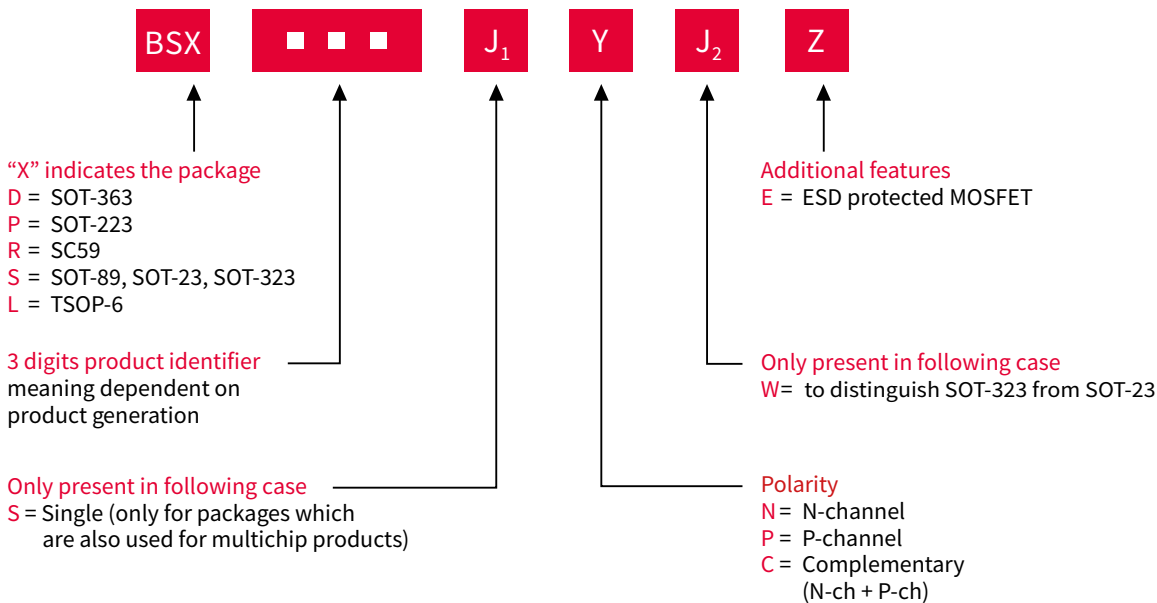 BSX J₁ Y J₂ Z
“X” indicates the package
D = SOT-363
P = SOT-223
R = SC59
S = SOT-89, SOT-23, SOT-323
L = TSOP-6
Additional features
E = ESD protected MOSFET
3 digits product identifier
meaning dependent on
product generation
Only present in following case
W= to distinguish SOT-323 from SOT-23
Only present in following case
S = Single (only for packages which
are also used for multichip products)
Polarity
N = N-channel
P = P-channel
C = Complementary
(N-ch + P-ch)